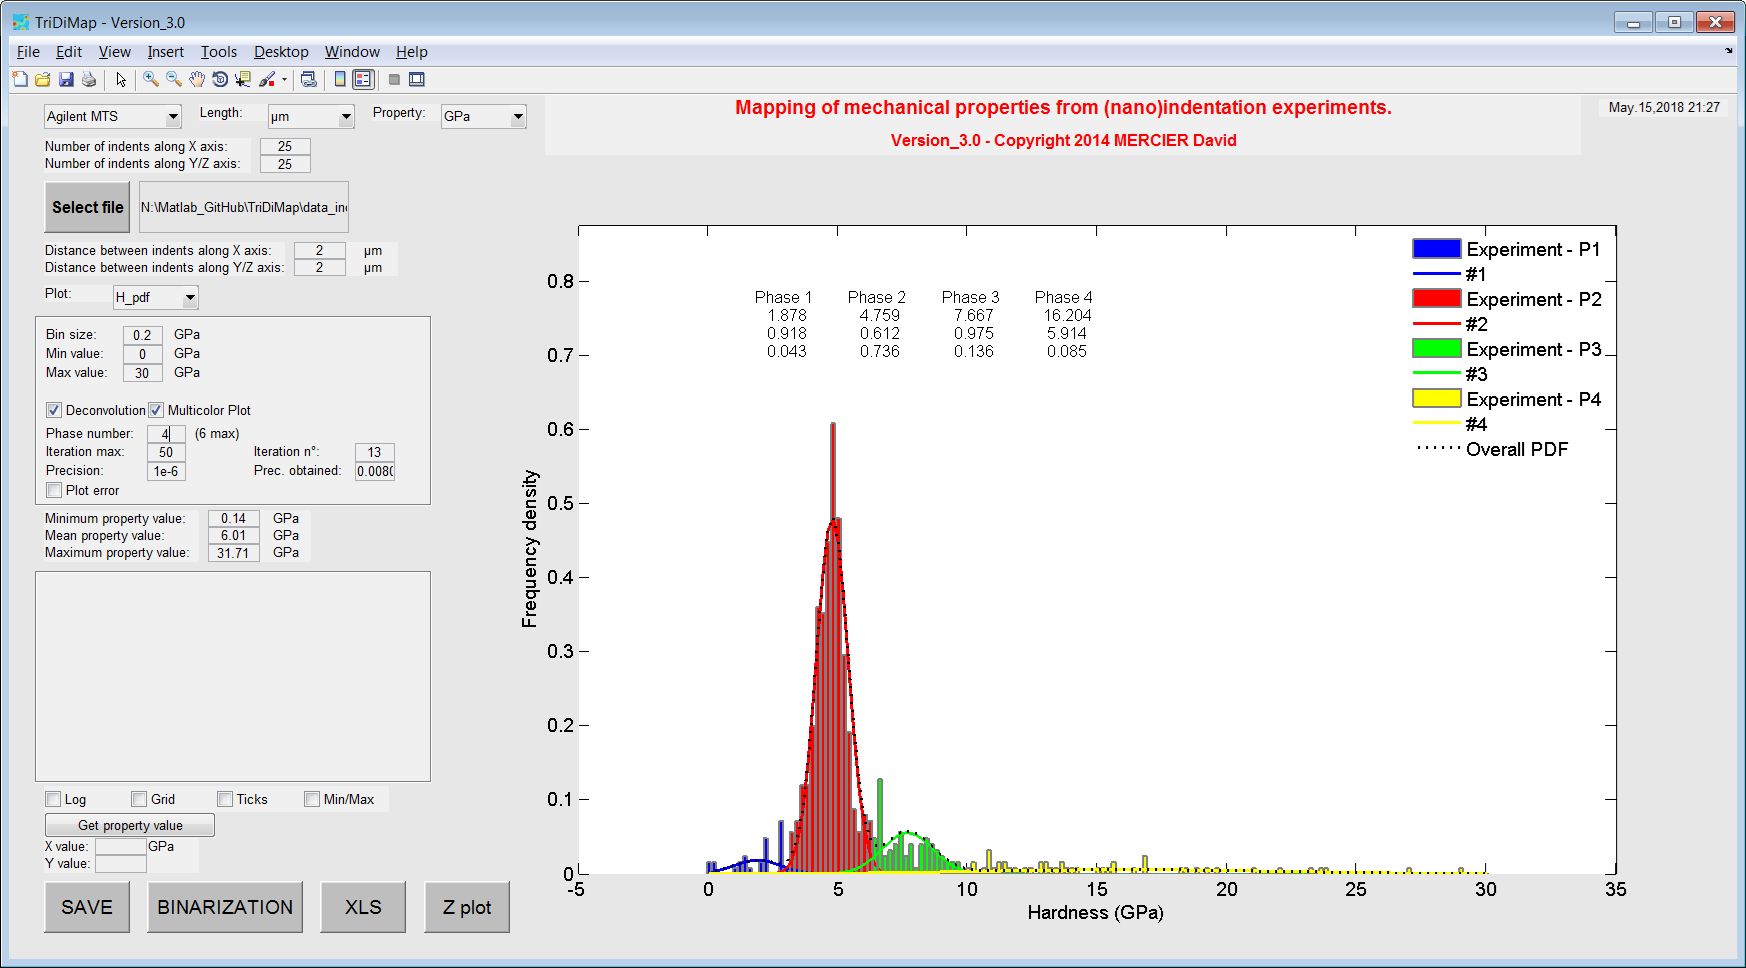 TriDiMap - Version_3.0
File Edit View Insert Tools Desktop Window Help
Agilent MTS Length: µm Property: GPa
Mapping of mechanical properties from (nano)indentation experiments.
Version_3.0 - Copyright 2014 MERCIER David
May.15,2018 21:27
Number of indents along X axis: 25
Number of indents along Y/Z axis: 25
Select file N:\Matlab_GitHub\TriDiMap\data_in
Distance between indents along X axis: 2 µm
Distance between indents along Y/Z axis: 2 µm
Plot: H_pdf
Bin size: 0.2 GPa
Min value: 0 GPa
Max value: 30 GPa
Deconvolution Multicolor Plot
Phase number: 4 (6 max)
Iteration max: 50 Iteration n°: 13
Precision: 1e-6 Prec. obtained: 0.0080
Plot error
Minimum property value: 0.14 GPa
Mean property value: 6.01 GPa
Maximum property value: 31.71 GPa
Log Grid Ticks Min/Max
Get property value
X value: GPa
Y value:
SAVE BINARIZATION XLS Z plot
Phase 1 Phase 2 Phase 3 Phase 4
1.878 4.759 7.667 16.204
0.918 0.612 0.975 5.914
0.043 0.736 0.136 0.085
Experiment - P1
#1
Experiment - P2
#2
Experiment - P3
#3
Experiment - P4
#4
Overall PDF
Frequency density
0.8
0.7
0.6
0.5
0.4
0.3
0.2
0.1
0
-5 0 5 10 15 20 25 30 35
Hardness (GPa)